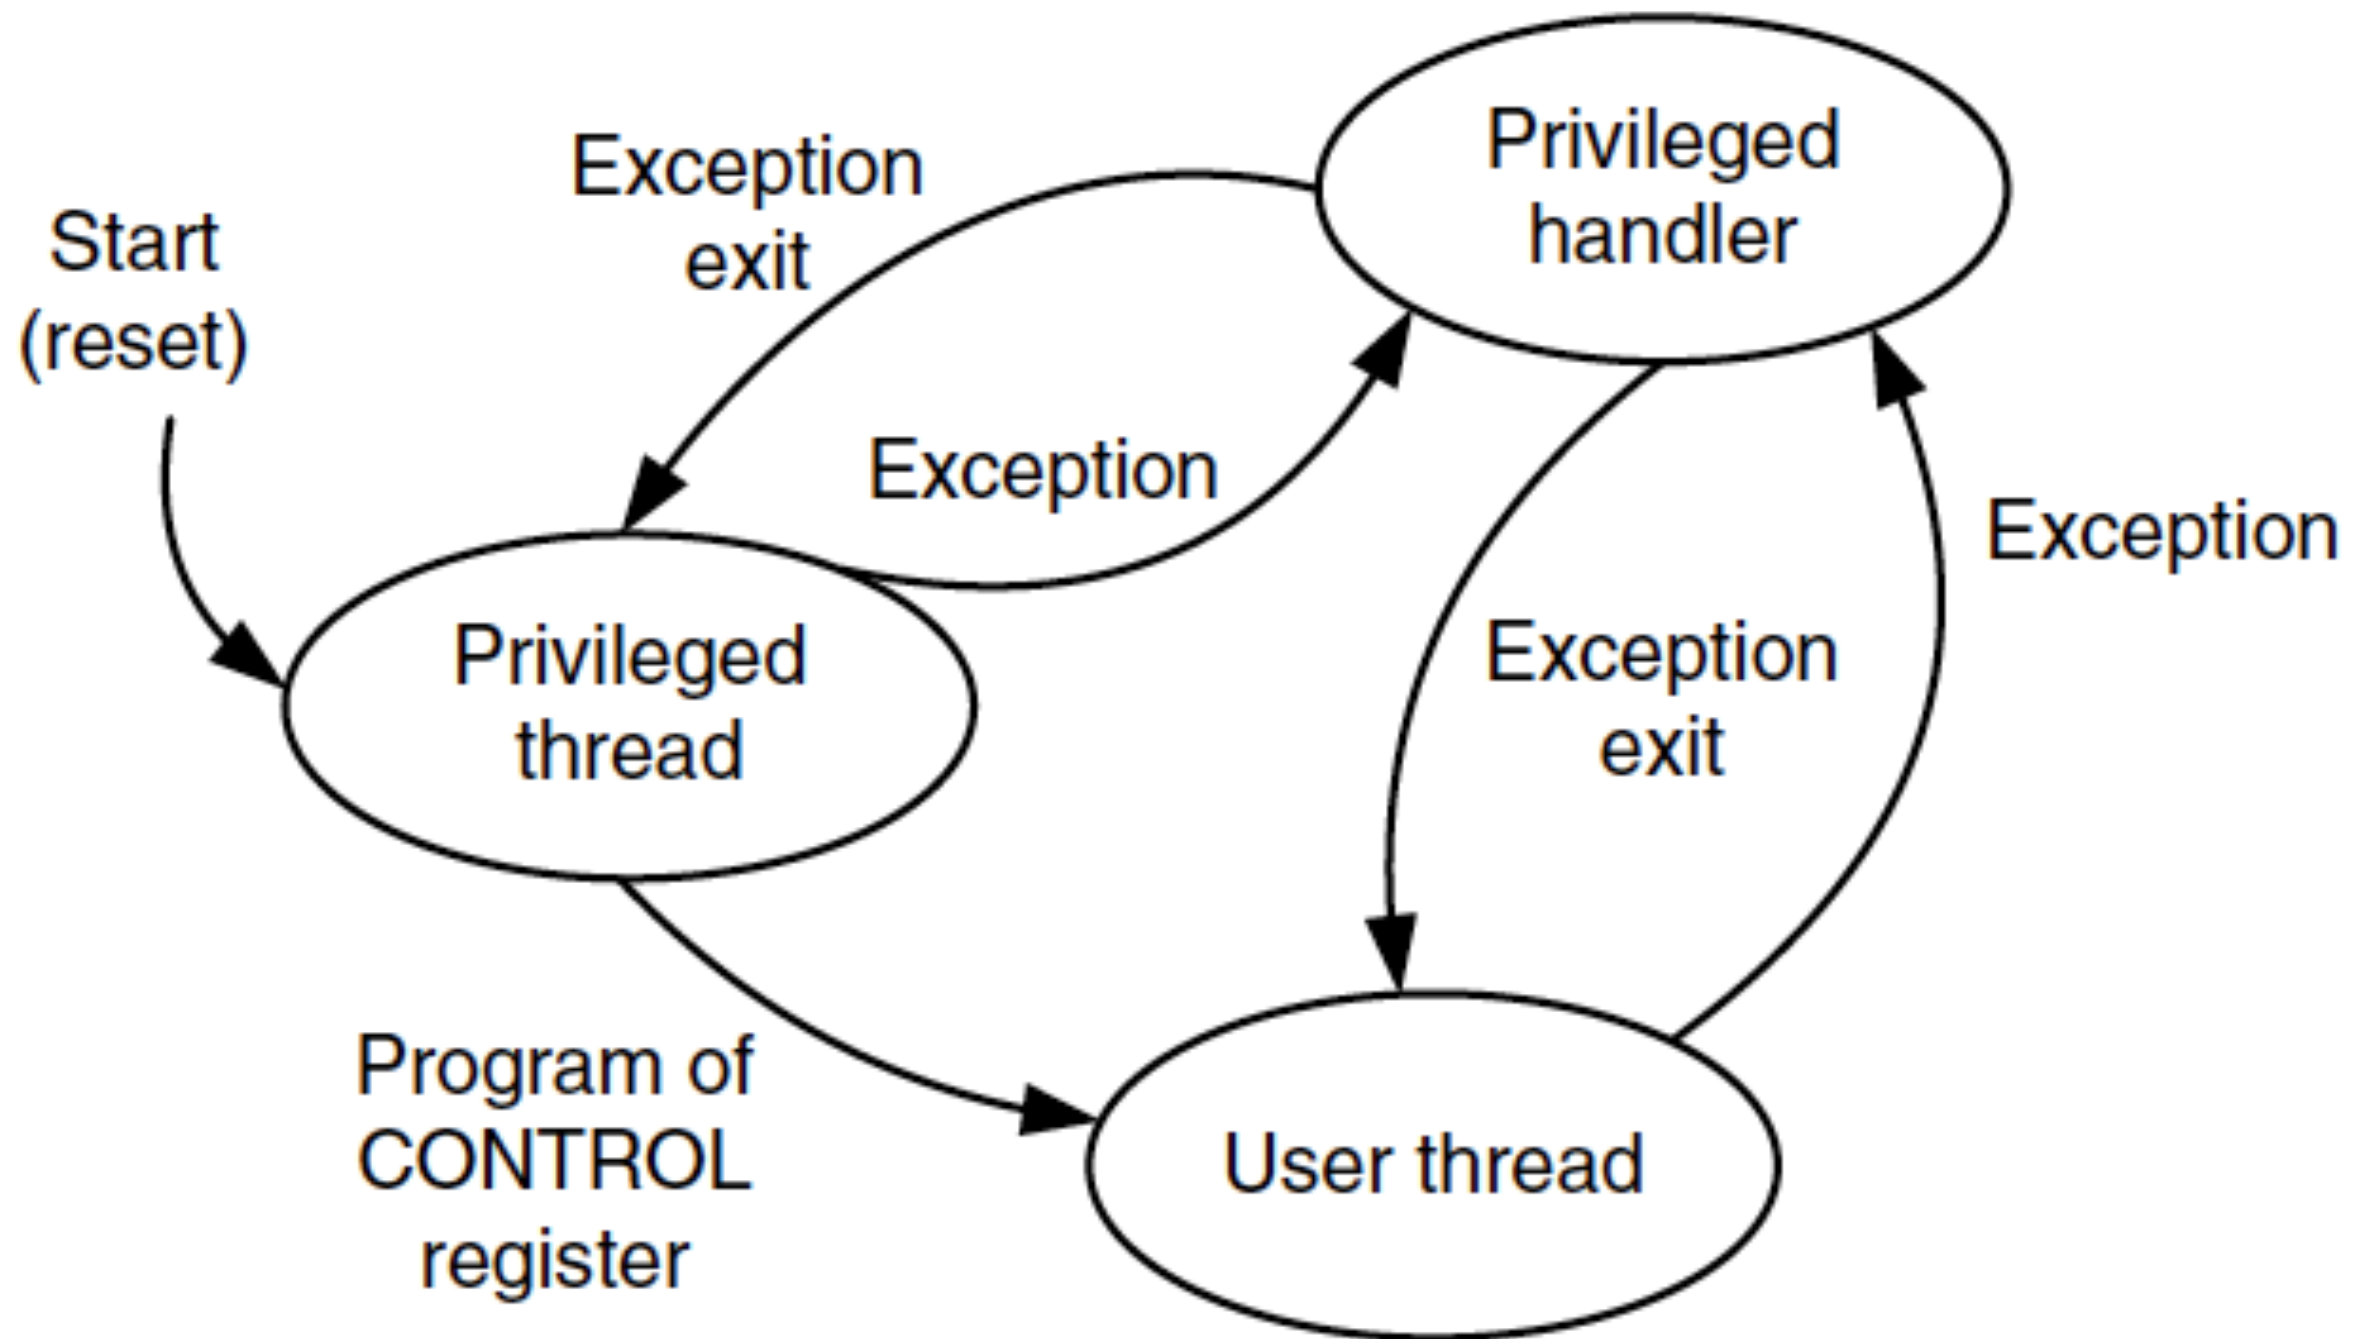 Privileged
handler
Exception
exit
Start
(reset)
Exception
Exception
Privileged
thread
Exception
exit
Program of
CONTROL
register
User thread